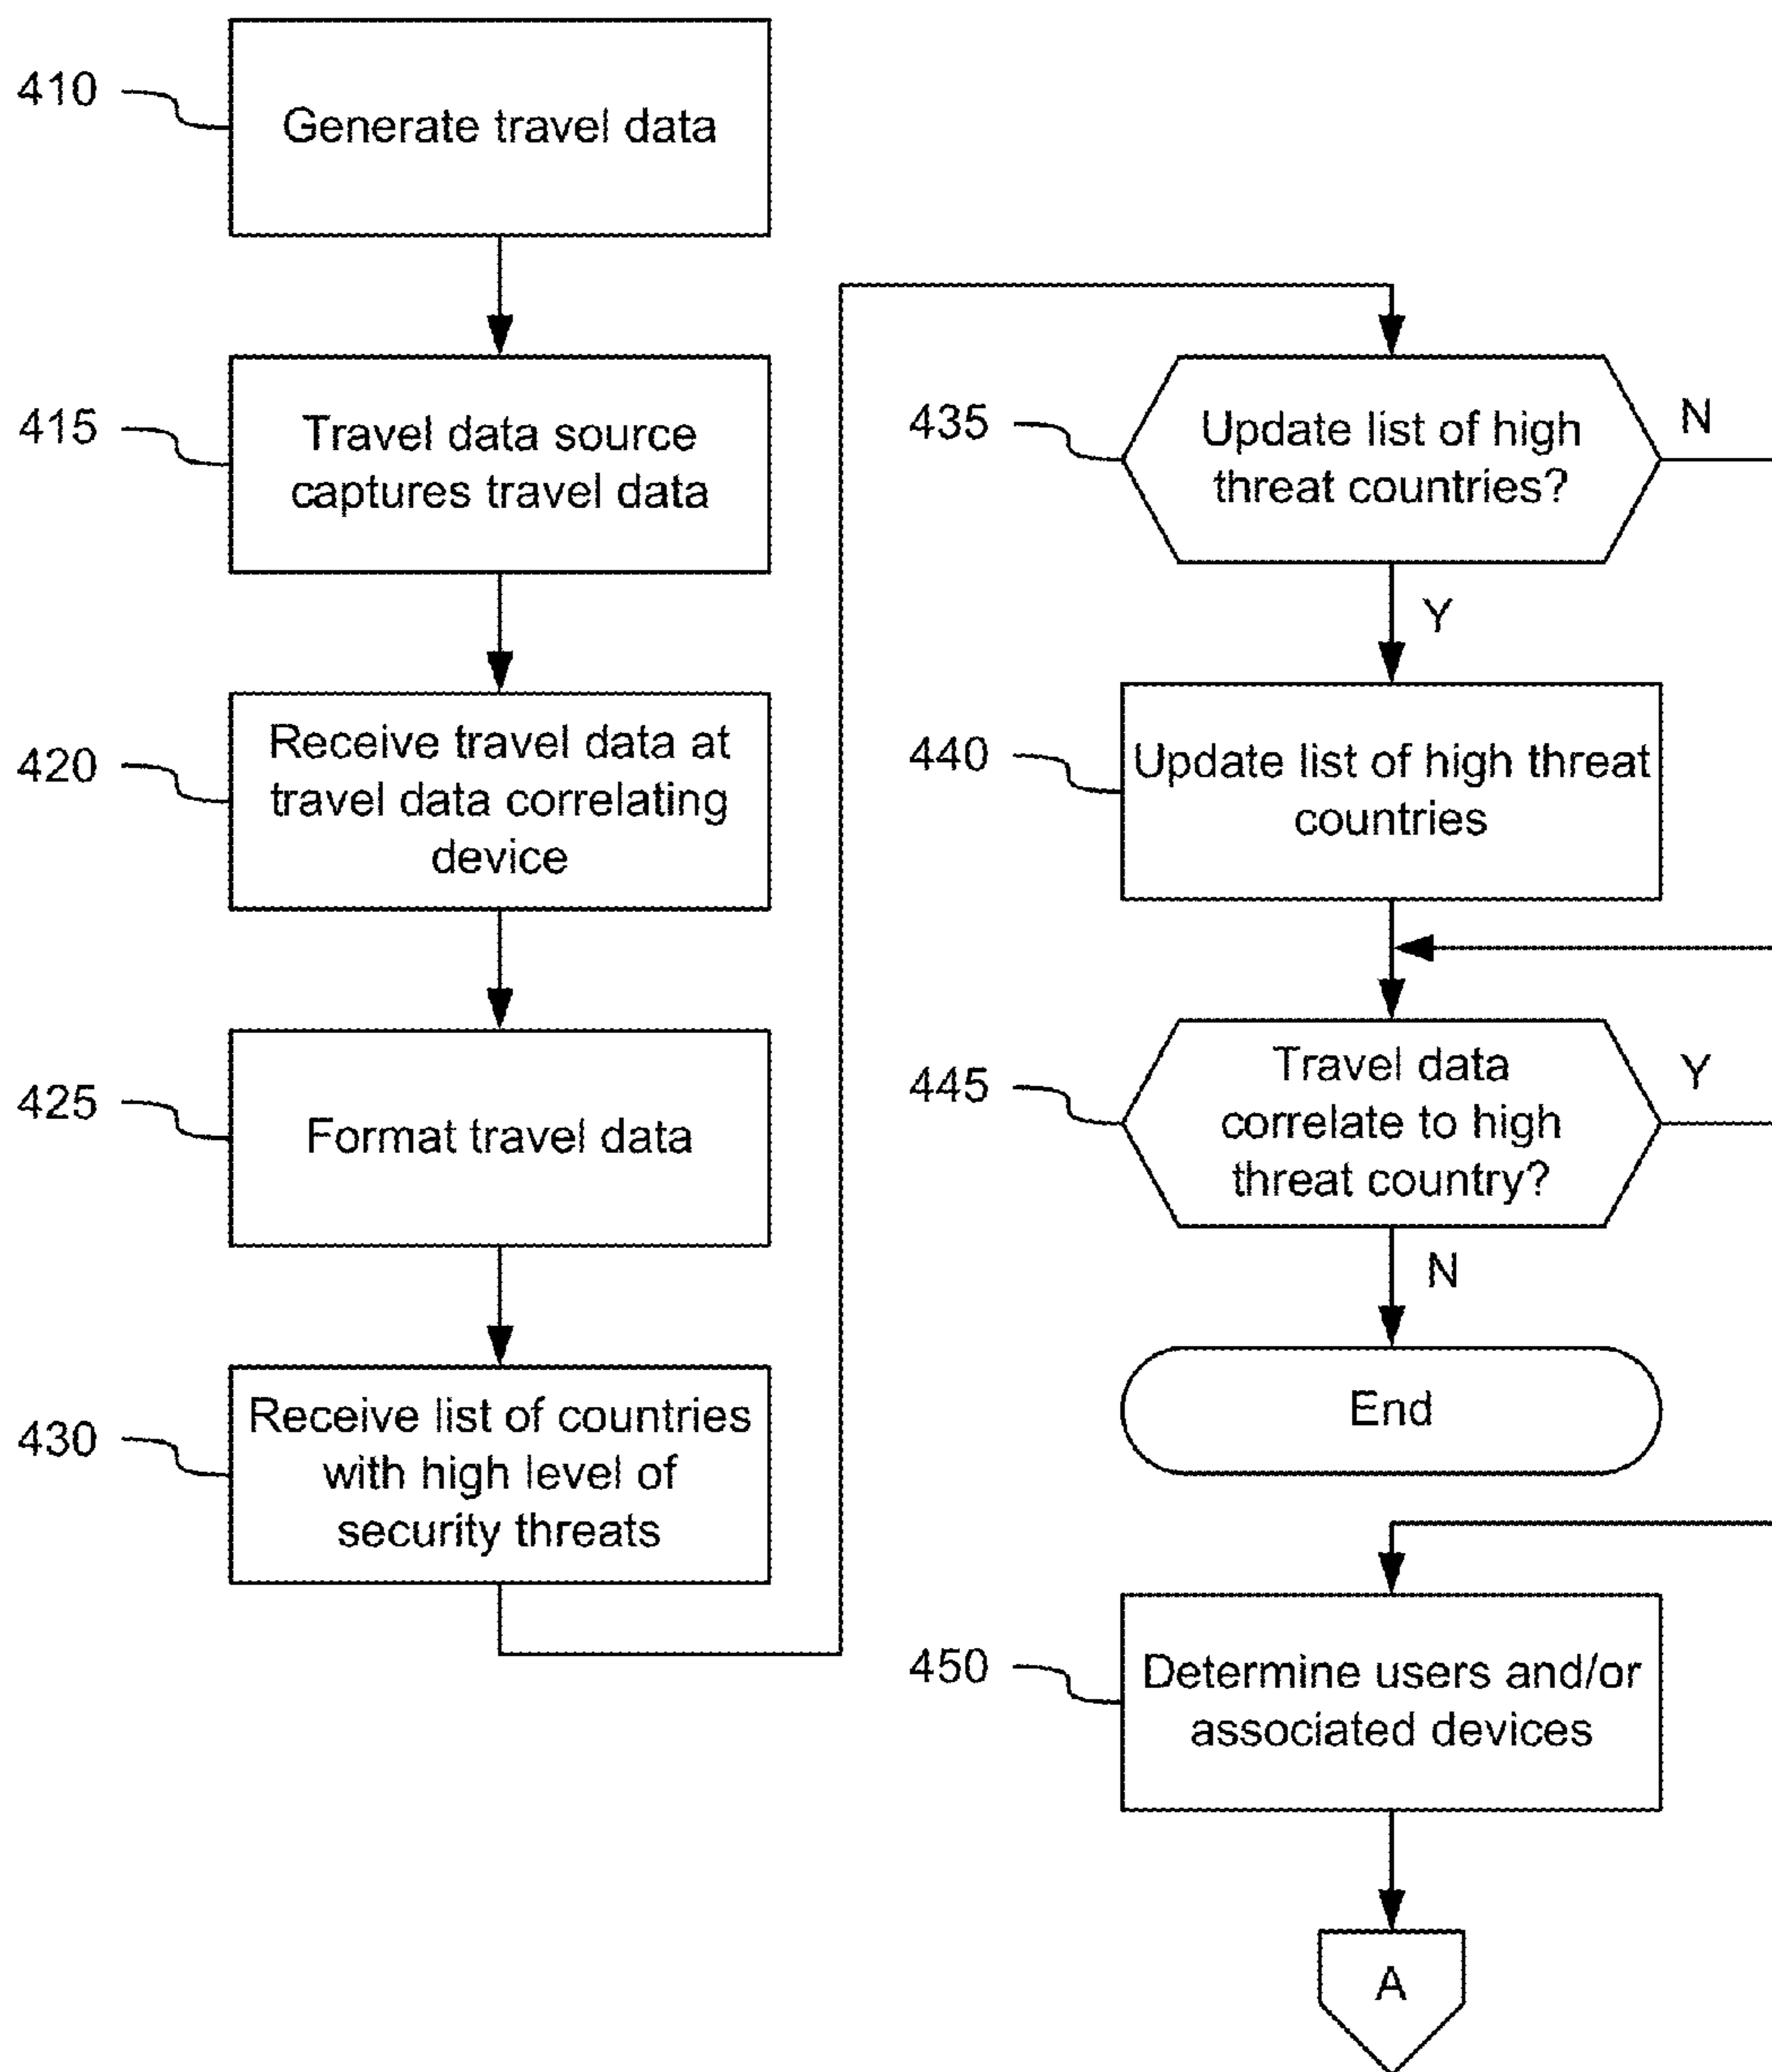 410
Generate travel data
415
Travel data source
captures travel data
420
Receive travel data at
travel data correlating
device
425
Format travel data
430
Receive list of countries
with high level of
security threats
435
Update list of high
threat countries?
N
Y
440
Update list of high threat
countries
445
Travel data
correlate to high
threat country?
Y
N
End
450
Determine users and/or
associated devices
A